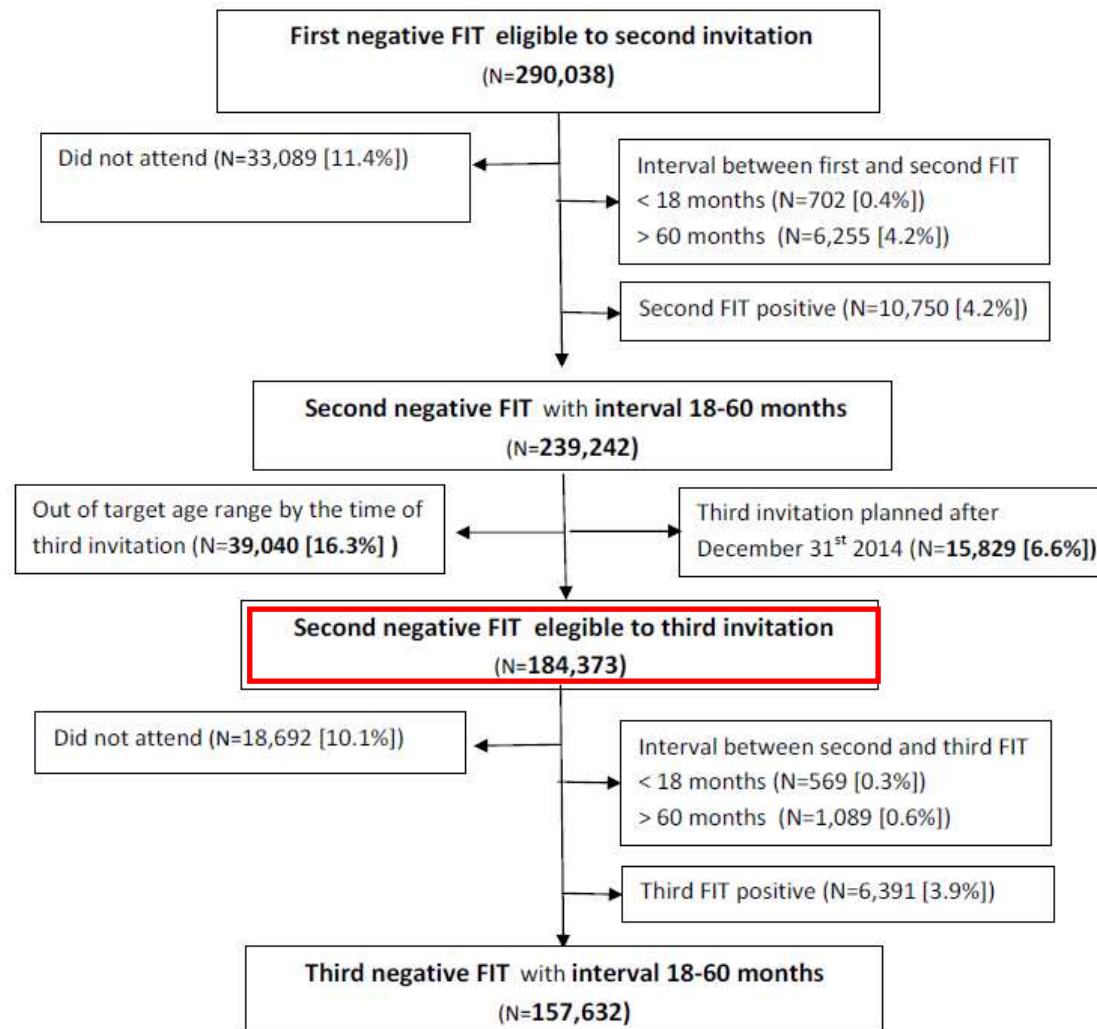 First negative FIT eligible to second invitation
(N=290,038)
Did not attend (N=33,089 [11.4%])
Interval between first and second FIT
< 18 months (N=702 [0.4%])
> 60 months (N=6,255 [4.2%])
Second FIT positive (N=10,750 [4.2%])
Second negative FIT with interval 18-60 months
(N=239,242)
Out of target age range by the time of
third invitation (N=39,040 [16.3%] )
Third invitation planned after
December 31st 2014 (N=15,829 [6.6%])
Second negative FIT elegible to third invitation
(N=184,373)
Did not attend (N=18,692 [10.1%])
Interval between second and third FIT
< 18 months (N=569 [0.3%])
> 60 months (N=1,089 [0.6%])
Third FIT positive (N=6,391 [3.9%])
Third negative FIT with interval 18-60 months
(N=157,632)